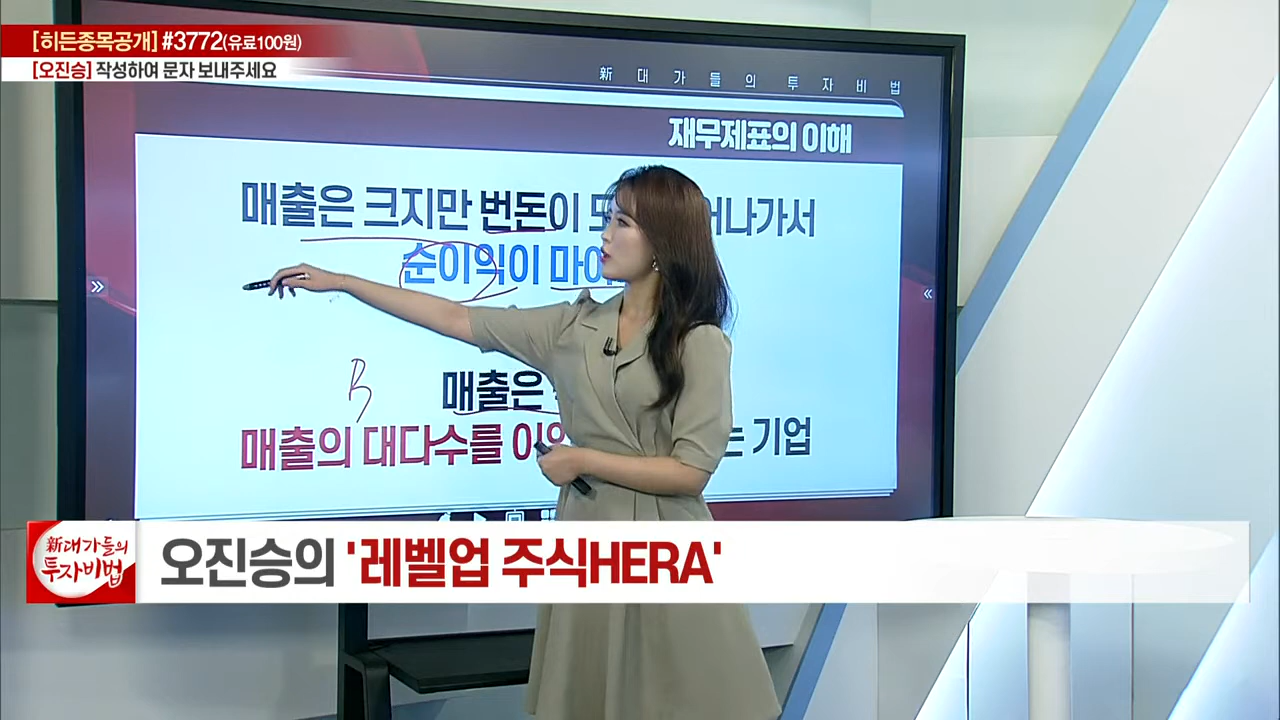 [히든종목공개] #3772(유료100원)
[오진승] 작성하여 문자 보내주세요
新 대가들의 투자비법
재무제표의 이해
매출은 크지만 번돈이 가서
순이익이
B
매출은
매출의 대다수를 기업
新대가들의
투자비법
오진승의 '레벨업 주식HERA'